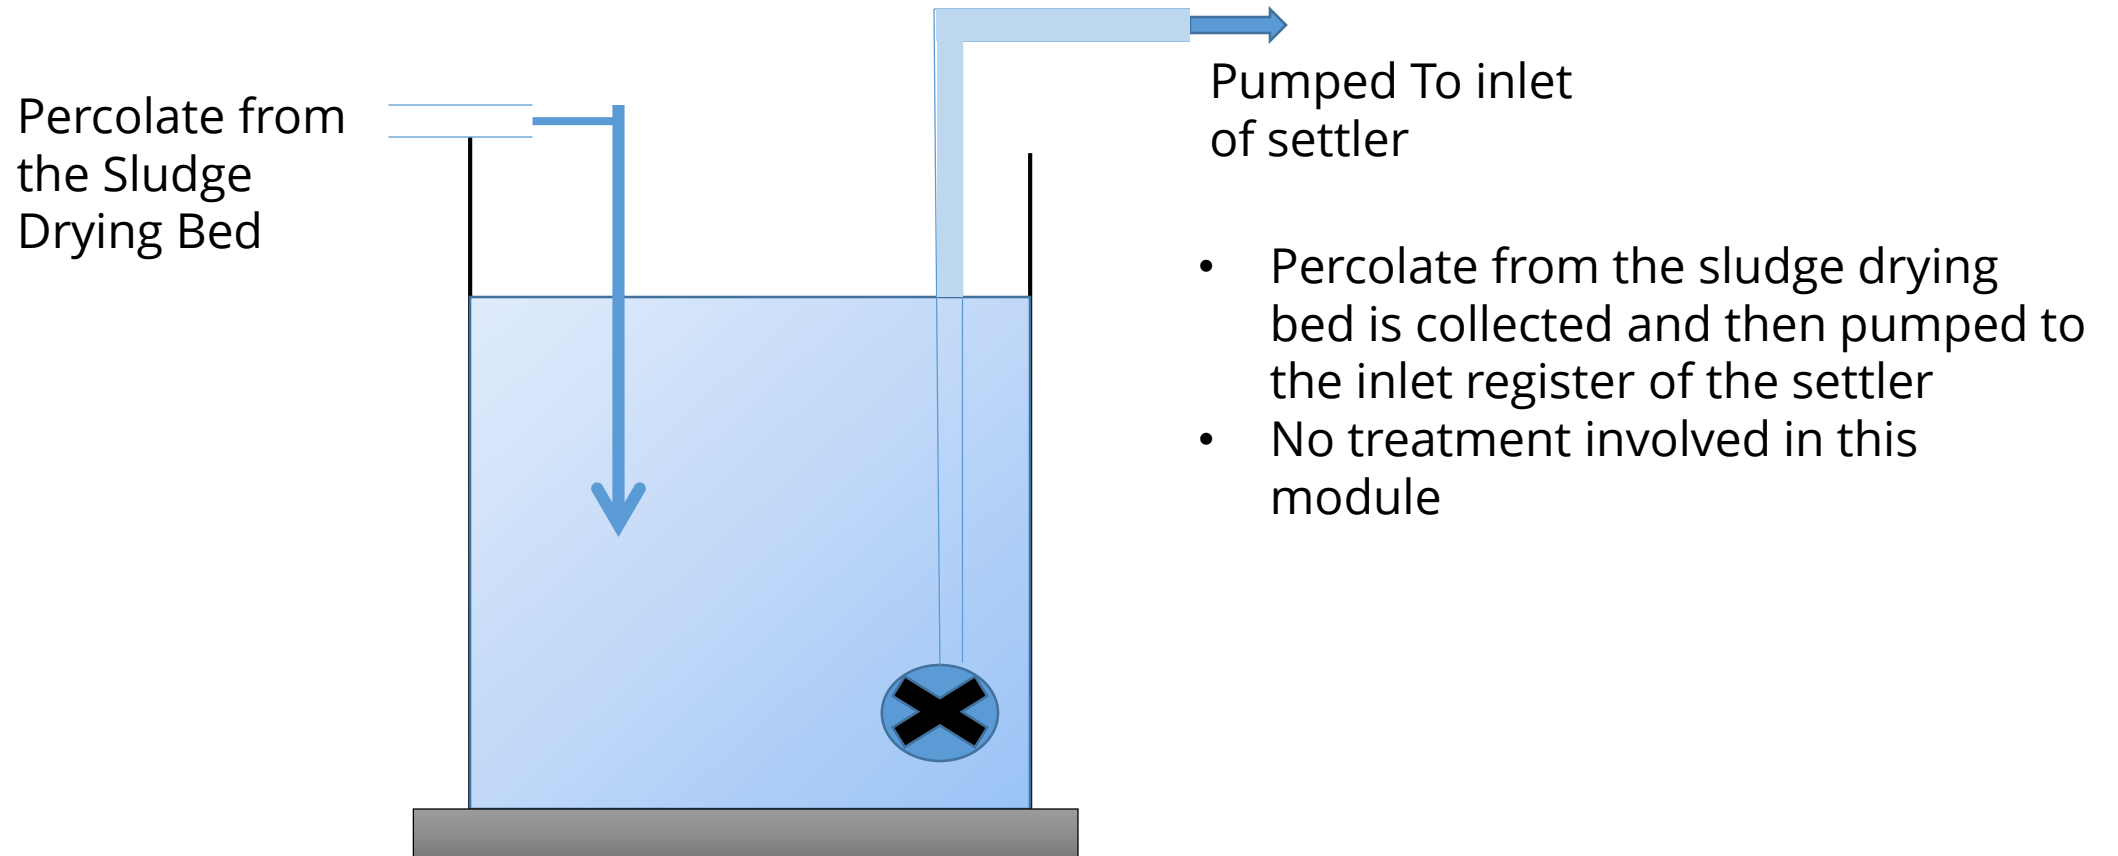 Percolate from
the Sludge
Drying Bed
Pumped To inlet
of settler
• Percolate from the sludge drying
bed is collected and then pumped to
the inlet register of the settler
• No treatment involved in this
module